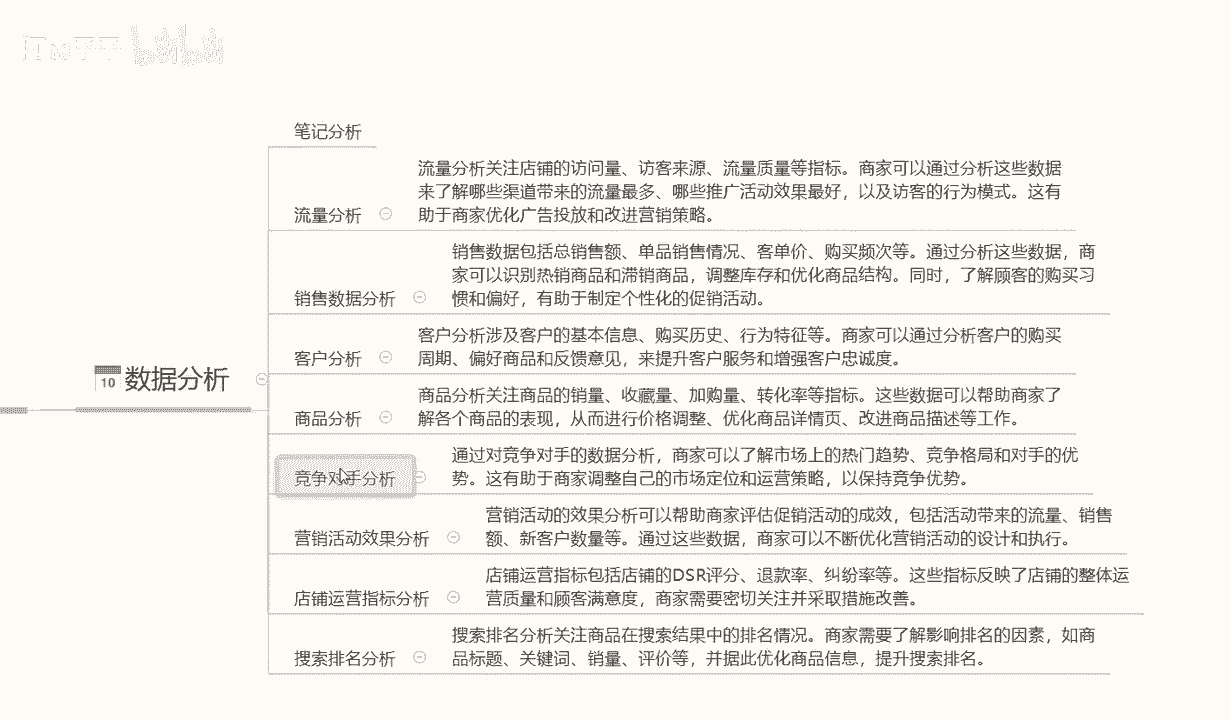 笔记分析
流量分析关注店铺的访问量、访客来源、流量质量等指标。商家可以通过分析这些数据
来了解哪些渠道带来的流量最多、哪些推广活动效果最好，以及访客的行为模式。这有
助于商家优化广告投放和改进营销策略。
流量分析
销售数据包括总销售额、单品销售情况、客单价、购买频次等。通过分析这些数据，商
家可以识别热销商品和滞销商品，调整库存和优化商品结构。同时，了解顾客的购买习
惯和偏好，有助于制定个性化的促销活动。
销售数据分析
客户分析涉及客户的基本信息、购买历史、行为特征等。商家可以通过分析客户的购买
周期、偏好商品和反馈意见，来提升客户服务和增强客户忠诚度。
客户分析
10 数据分析
商品分析关注商品的销量、收藏量、加购量、转化率等指标。这些数据可以帮助商家了
解各个商品的表现，从而进行价格调整、优化商品详情页、改进商品描述等工作。
商品分析
通过对竞争对手的数据分析，商家可以了解市场上的热门趋势、竞争格局和对手的优
势。这有助于商家调整自己的市场定位和运营策略，以保持竞争优势。
竞争对手分析
营销活动的效果分析可以帮助商家评估促销活动的成效，包括活动带来的流量、销售
额、新客户数量等。通过这些数据，商家可以不断优化营销活动的设计和执行。
营销活动效果分析
店铺运营指标包括店铺的DSR评分、退款率、纠纷率等。这些指标反映了店铺的整体运
营质量和顾客满意度，商家需要密切关注并采取措施改善。
店铺运营指标分析
搜索排名分析关注商品在搜索结果中的排名情况。商家需要了解影响排名的因素，如商
品标题、关键词、销量、评价等，并据此优化商品信息，提升搜索排名。
搜索排名分析